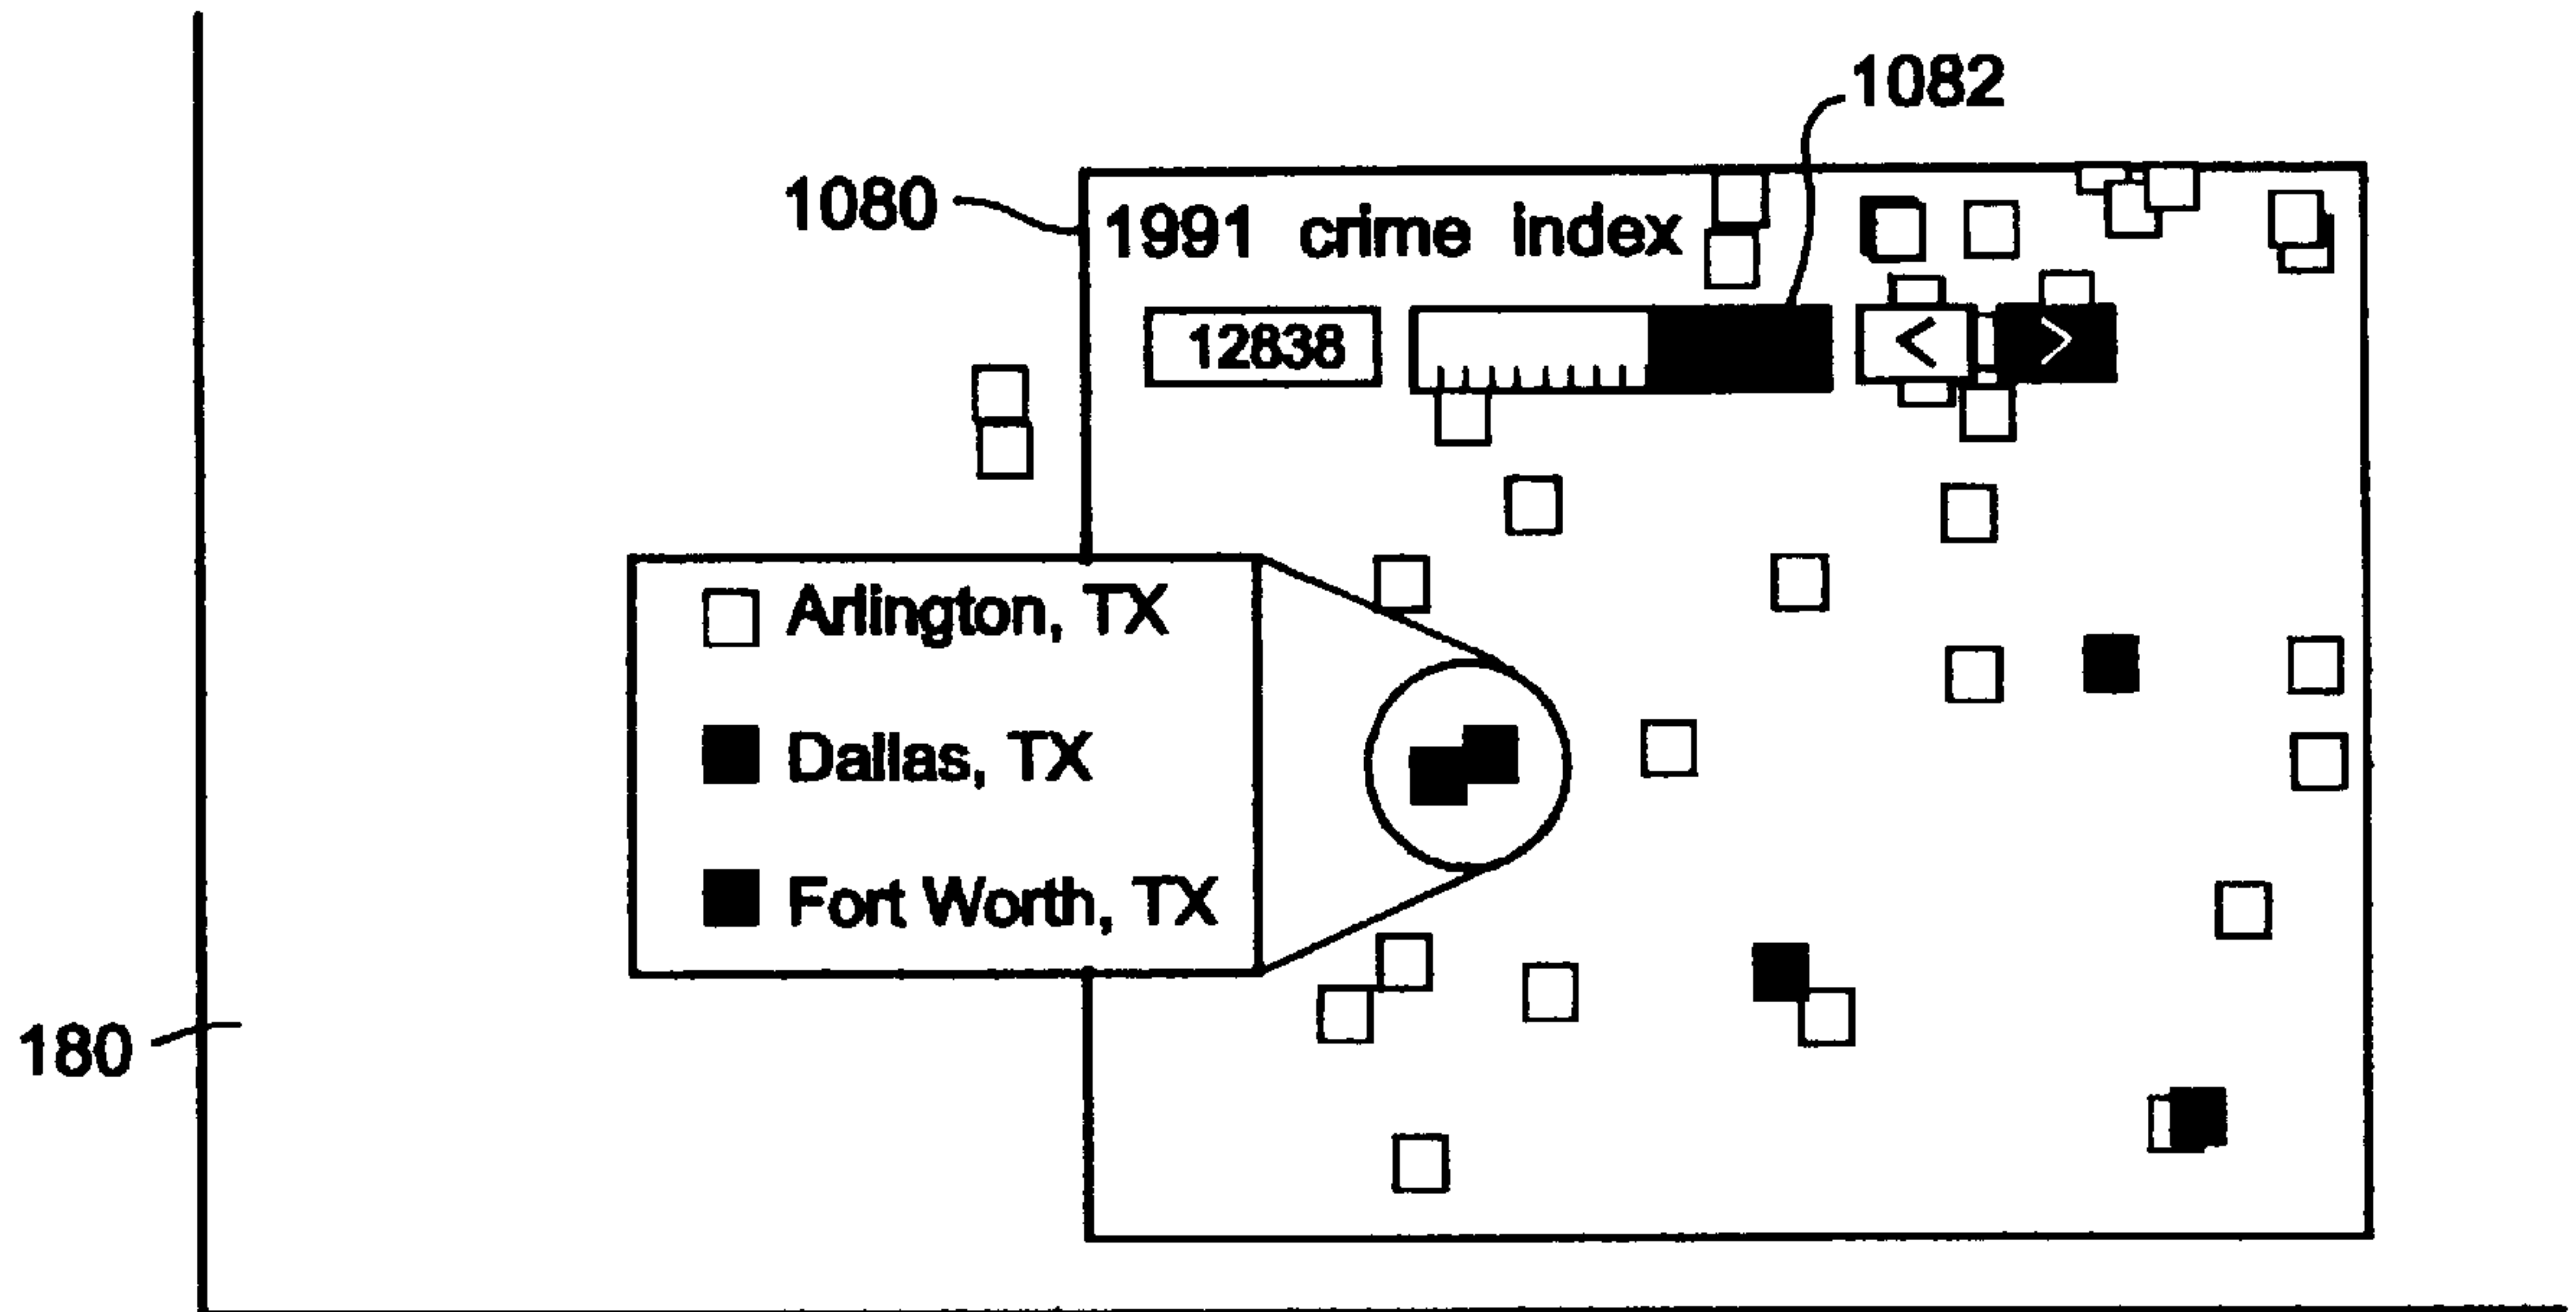 1082
1080
1991 crime index
12838
< >
Arlington, TX
Dallas, TX
Fort Worth, TX
180